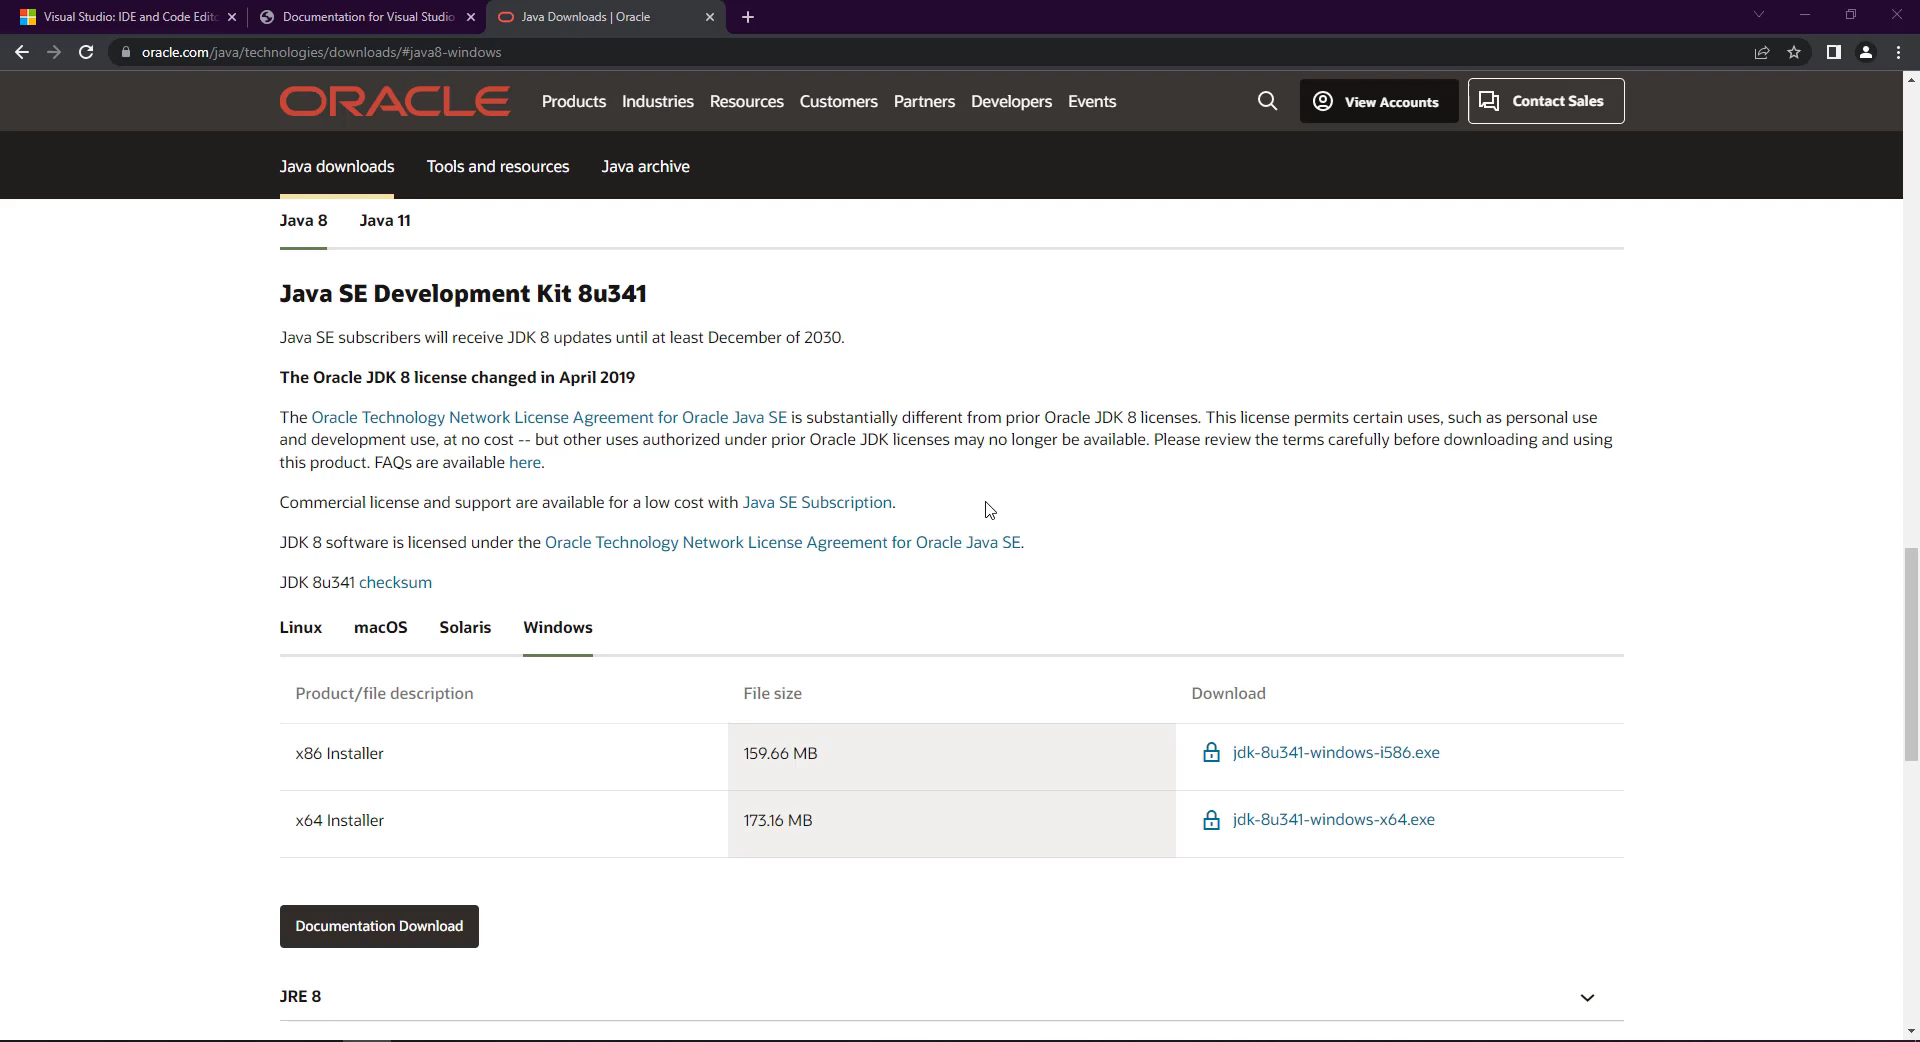 Visual Studio: IDE and Code Edito
Documentation for Visual Studio
Java Downloads | Oracle
oracle.com/java/technologies/downloads/#java8-windows
ORACLE
Products Industries Resources Customers Partners Developers Events
View Accounts
Contact Sales
Java downloads Tools and resources Java archive
Java 8 Java 11
Java SE Development Kit 8u341
Java SE subscribers will receive JDK 8 updates until at least December of 2030.
The Oracle JDK 8 license changed in April 2019
The Oracle Technology Network License Agreement for Oracle Java SE is substantially different from prior Oracle JDK 8 licenses. This license permits certain uses, such as personal use
and development use, at no cost -- but other uses authorized under prior Oracle JDK licenses may no longer be available. Please review the terms carefully before downloading and using
this product. FAQs are available here.
Commercial license and support are available for a low cost with Java SE Subscription.
JDK 8 software is licensed under the Oracle Technology Network License Agreement for Oracle Java SE.
JDK 8u341 checksum
Linux macOS Solaris Windows
Product/file description File size Download
x86 Installer 159.66 MB jdk-8u341-windows-i586.exe
x64 Installer 173.16 MB jdk-8u341-windows-x64.exe
Documentation Download
JRE 8